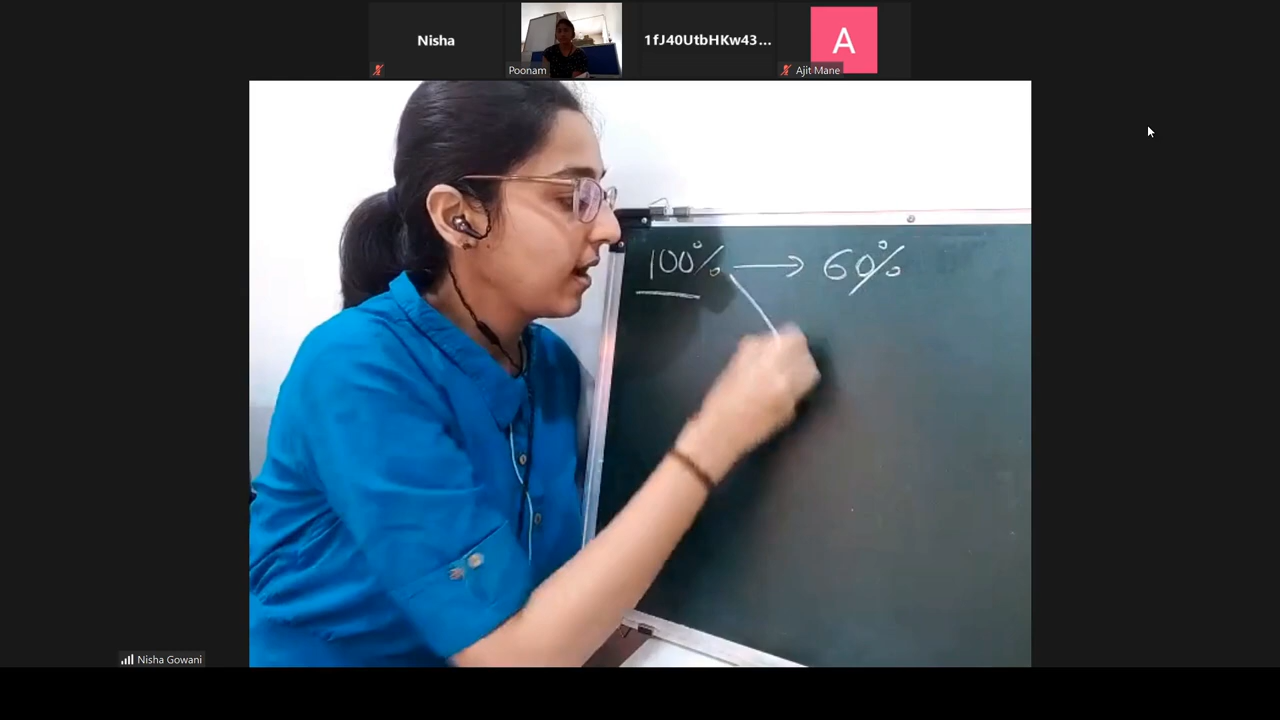 Nisha
Poonam
1fJ40UtbHKw43...
A
Ajit Mane
100% → 60%
Nisha Gowani